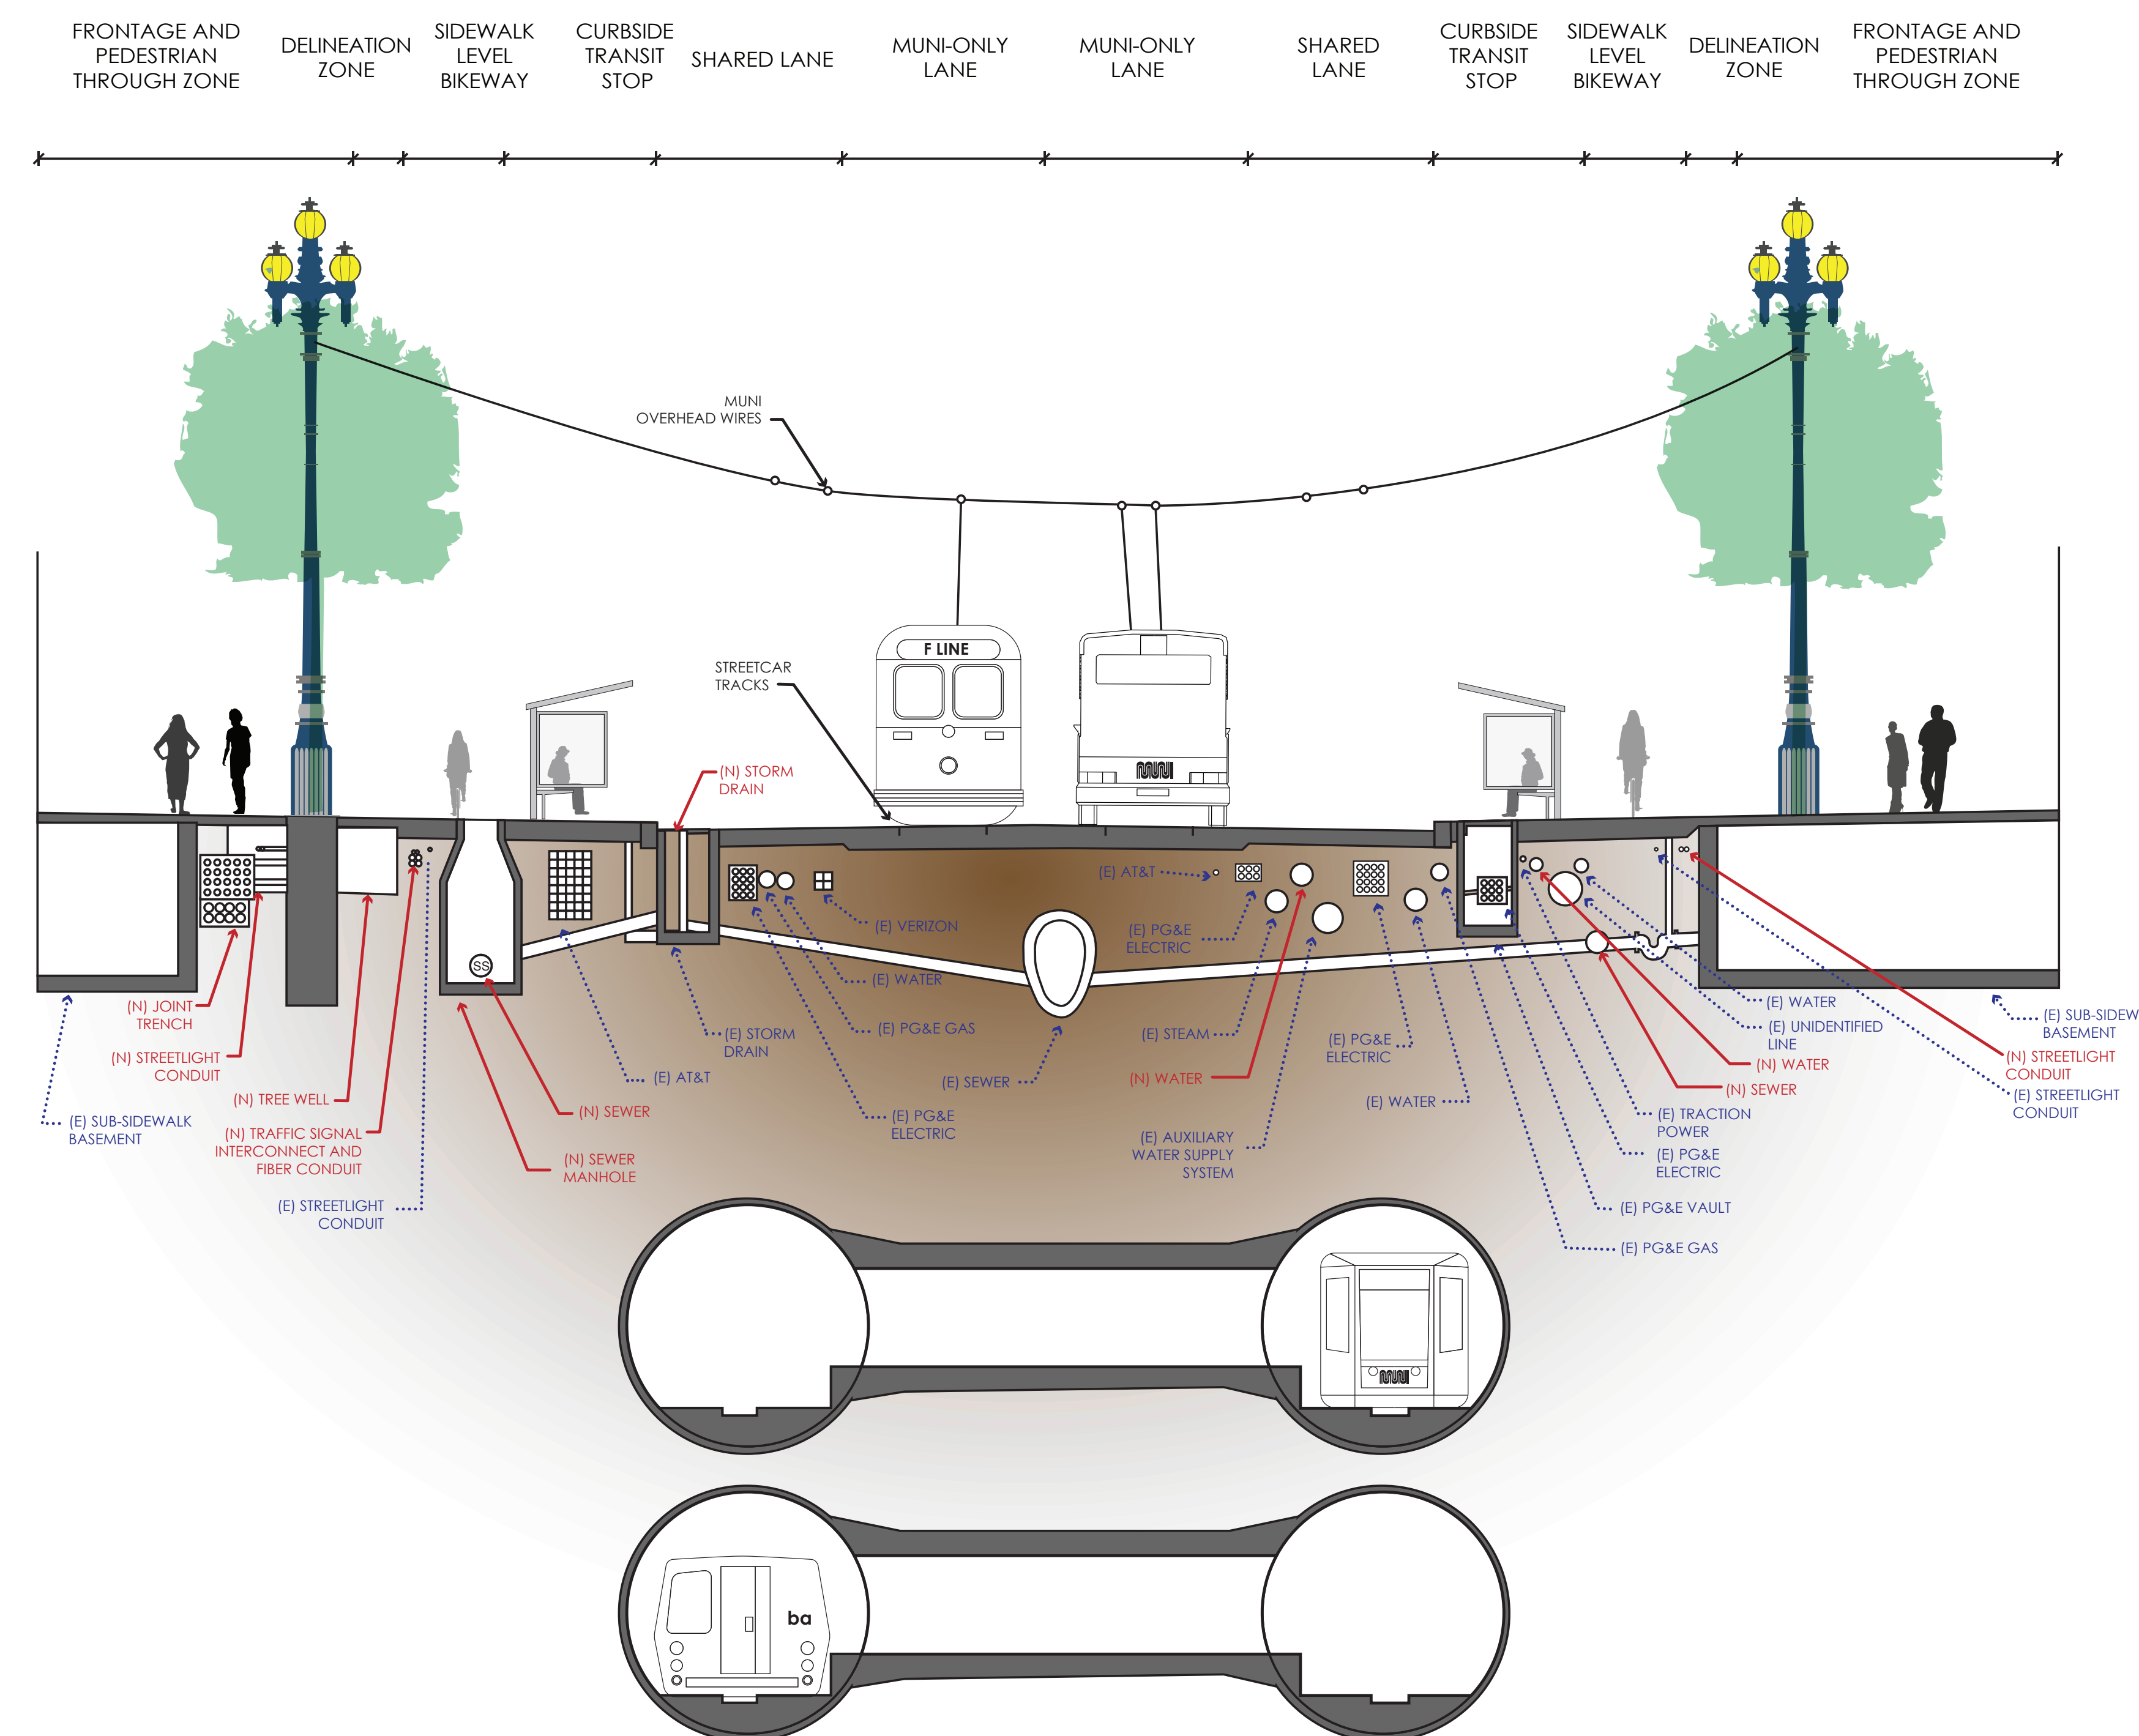 FRONTAGE AND
PEDESTRIAN
THROUGH ZONE
DELINEATION
ZONE
SIDEWALK
LEVEL
BIKEWAY
CURBSIDE
TRANSIT
STOP
SHARED LANE
MUNI-ONLY
LANE
MUNI-ONLY
LANE
SHARED
LANE
CURBSIDE
TRANSIT
STOP
SIDEWALK
LEVEL
BIKEWAY
DELINEATION
ZONE
FRONTAGE AND
PEDESTRIAN
THROUGH ZONE
MUNI
OVERHEAD WIRES
F LINE
STREETCAR
TRACKS
MUNI
(N) STORM
DRAIN
(E) AT&T
(E) VERIZON
(E) PG&E
ELECTRIC
SS
(E) WATER
(N) JOINT
TRENCH
(E) PG&E GAS
(E) STORM
DRAIN
(E) STEAM
(E) PG&E
ELECTRIC
(E) WATER
(E) UNIDENTIFIED
LINE
(E) SUB-SIDEW
BASEMENT
(N) STREETLIGHT
CONDUIT
(E) AT&T
(E) SEWER
(N) WATER
(N) WATER
(N) STREETLIGHT
CONDUIT
(N) TREE WELL
(N) SEWER
(E) WATER
(N) SEWER
(E) STREETLIGHT
CONDUIT
(E) SUB-SIDEWALK
BASEMENT
(N) TRAFFIC SIGNAL
INTERCONNECT AND
FIBER CONDUIT
(E) PG&E
ELECTRIC
(E) AUXILIARY
WATER SUPPLY
SYSTEM
(E) TRACTION
POWER
(N) SEWER
MANHOLE
(E) PG&E
ELECTRIC
(E) STREETLIGHT
CONDUIT
(E) PG&E VAULT
(E) PG&E GAS
MUNI
ba